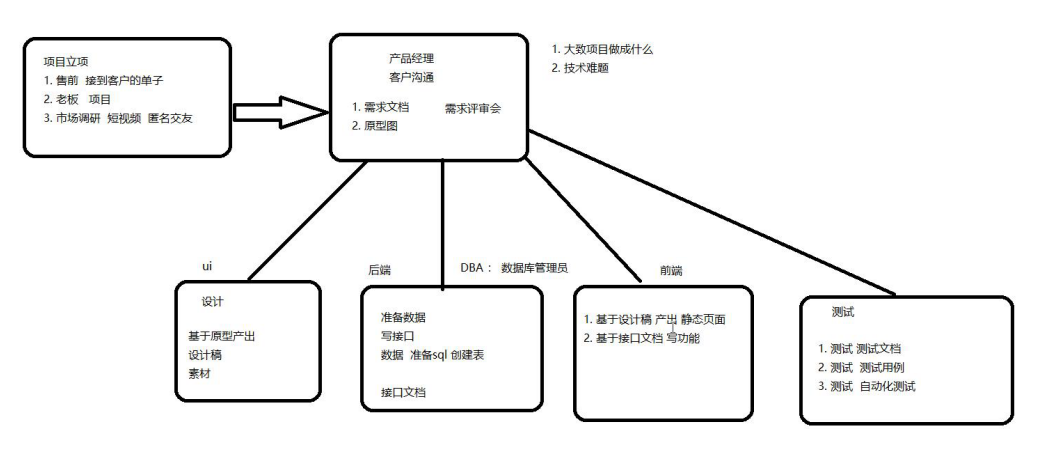 项目立项
1. 售前 接到客户的单子
2. 老板 项目
3. 市场调研 短视频 匿名交友
产品经理
客户沟通
1. 需求文档 需求评审会
2. 原型图
1. 大致项目做成什么
2. 技术难题
ui
设计
基于原型产出
设计稿
素材
后端
DBA： 数据库管理员
准备数据
写接口
数据 准备sql 创建表
接口文档
前端
1. 基于设计稿 产出 静态页面
2. 基于接口文档 写功能
测试
1. 测试 测试文档
2. 测试 测试用例
3. 测试 自动化测试